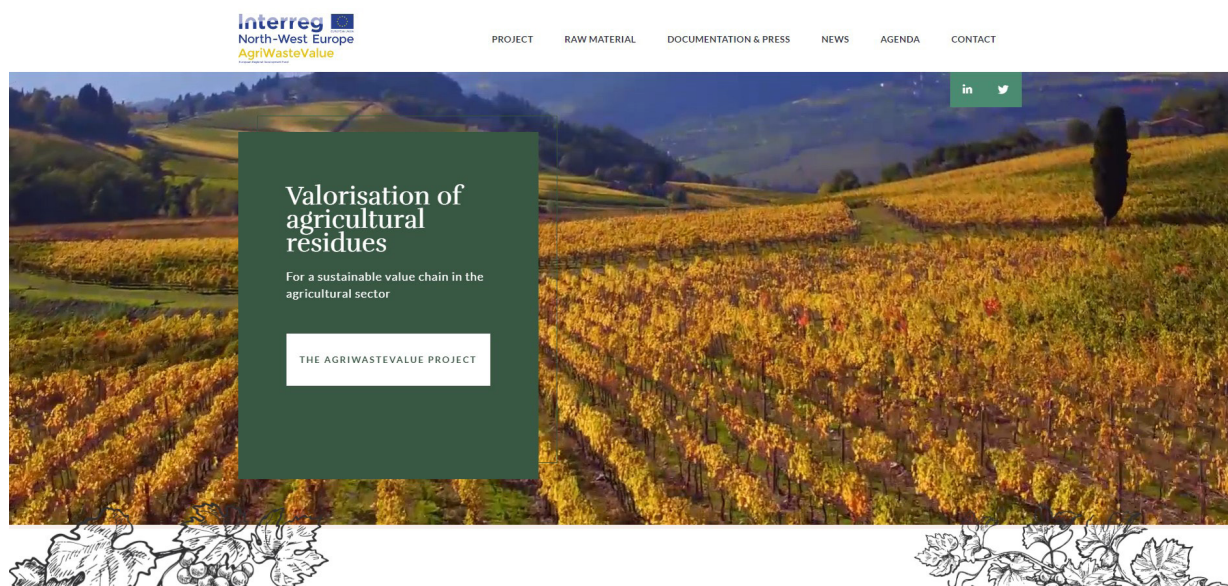 Interreg
North-West Europe
AgriWasteValue
PROJECT
RAW MATERIAL
DOCUMENTATION & PRESS
NEWS
AGENDA
CONTACT
in
Valorisation of
agricultural
residues
For a sustainable value chain in the
agricultural sector
THE AGRIWASTEVALUE PROJECT